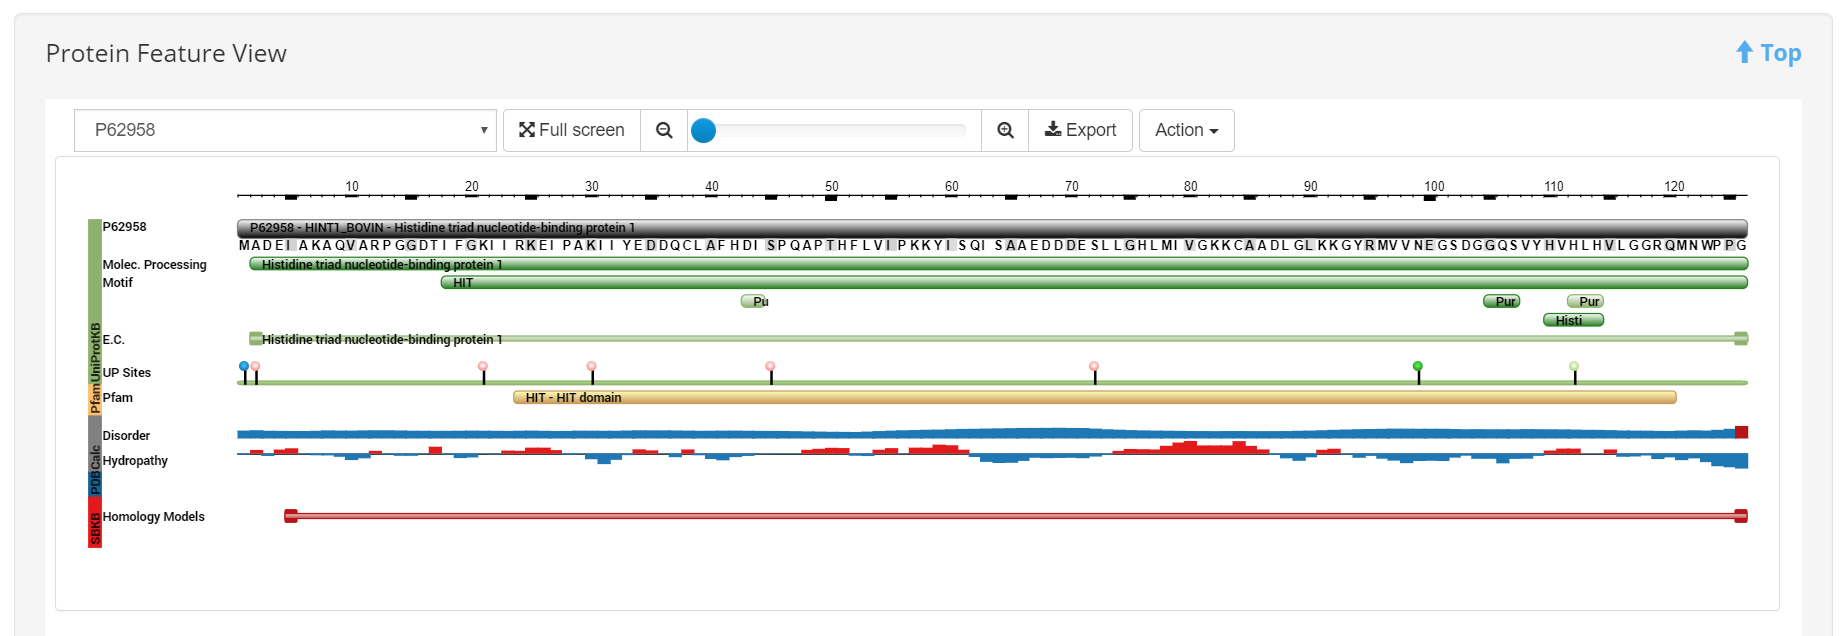 Protein Feature View
Top
P62958
Full screen
Export
Action
10 20 30 40 50 60 70 80 90 100 110 120
P62958
P62958 - HINT1_BOVIN - Histidine triad nucleotide-binding protein 1
MADEIAKAQVARPGGDTIFGKIIRKEIPAKIIYEDDQCLAFHDISPQAPTHFLVIPKKYISQISAAEDDDESLLGHLMIVGKKCAADLGLKKGYRMVVNEGSDGGQSVYHVHLHVLGGRQMNWPPG
Molec. Processing
Histidine triad nucleotide-binding protein 1
Motif
HIT
Pu
Pur
Pur
Histi
E.C.
Histidine triad nucleotide-binding protein 1
UP Sites
Pfam
HIT - HIT domain
Disorder
Hydropathy
Homology Models
UniProtKB
Pfam
Calc
PDB
SBKB